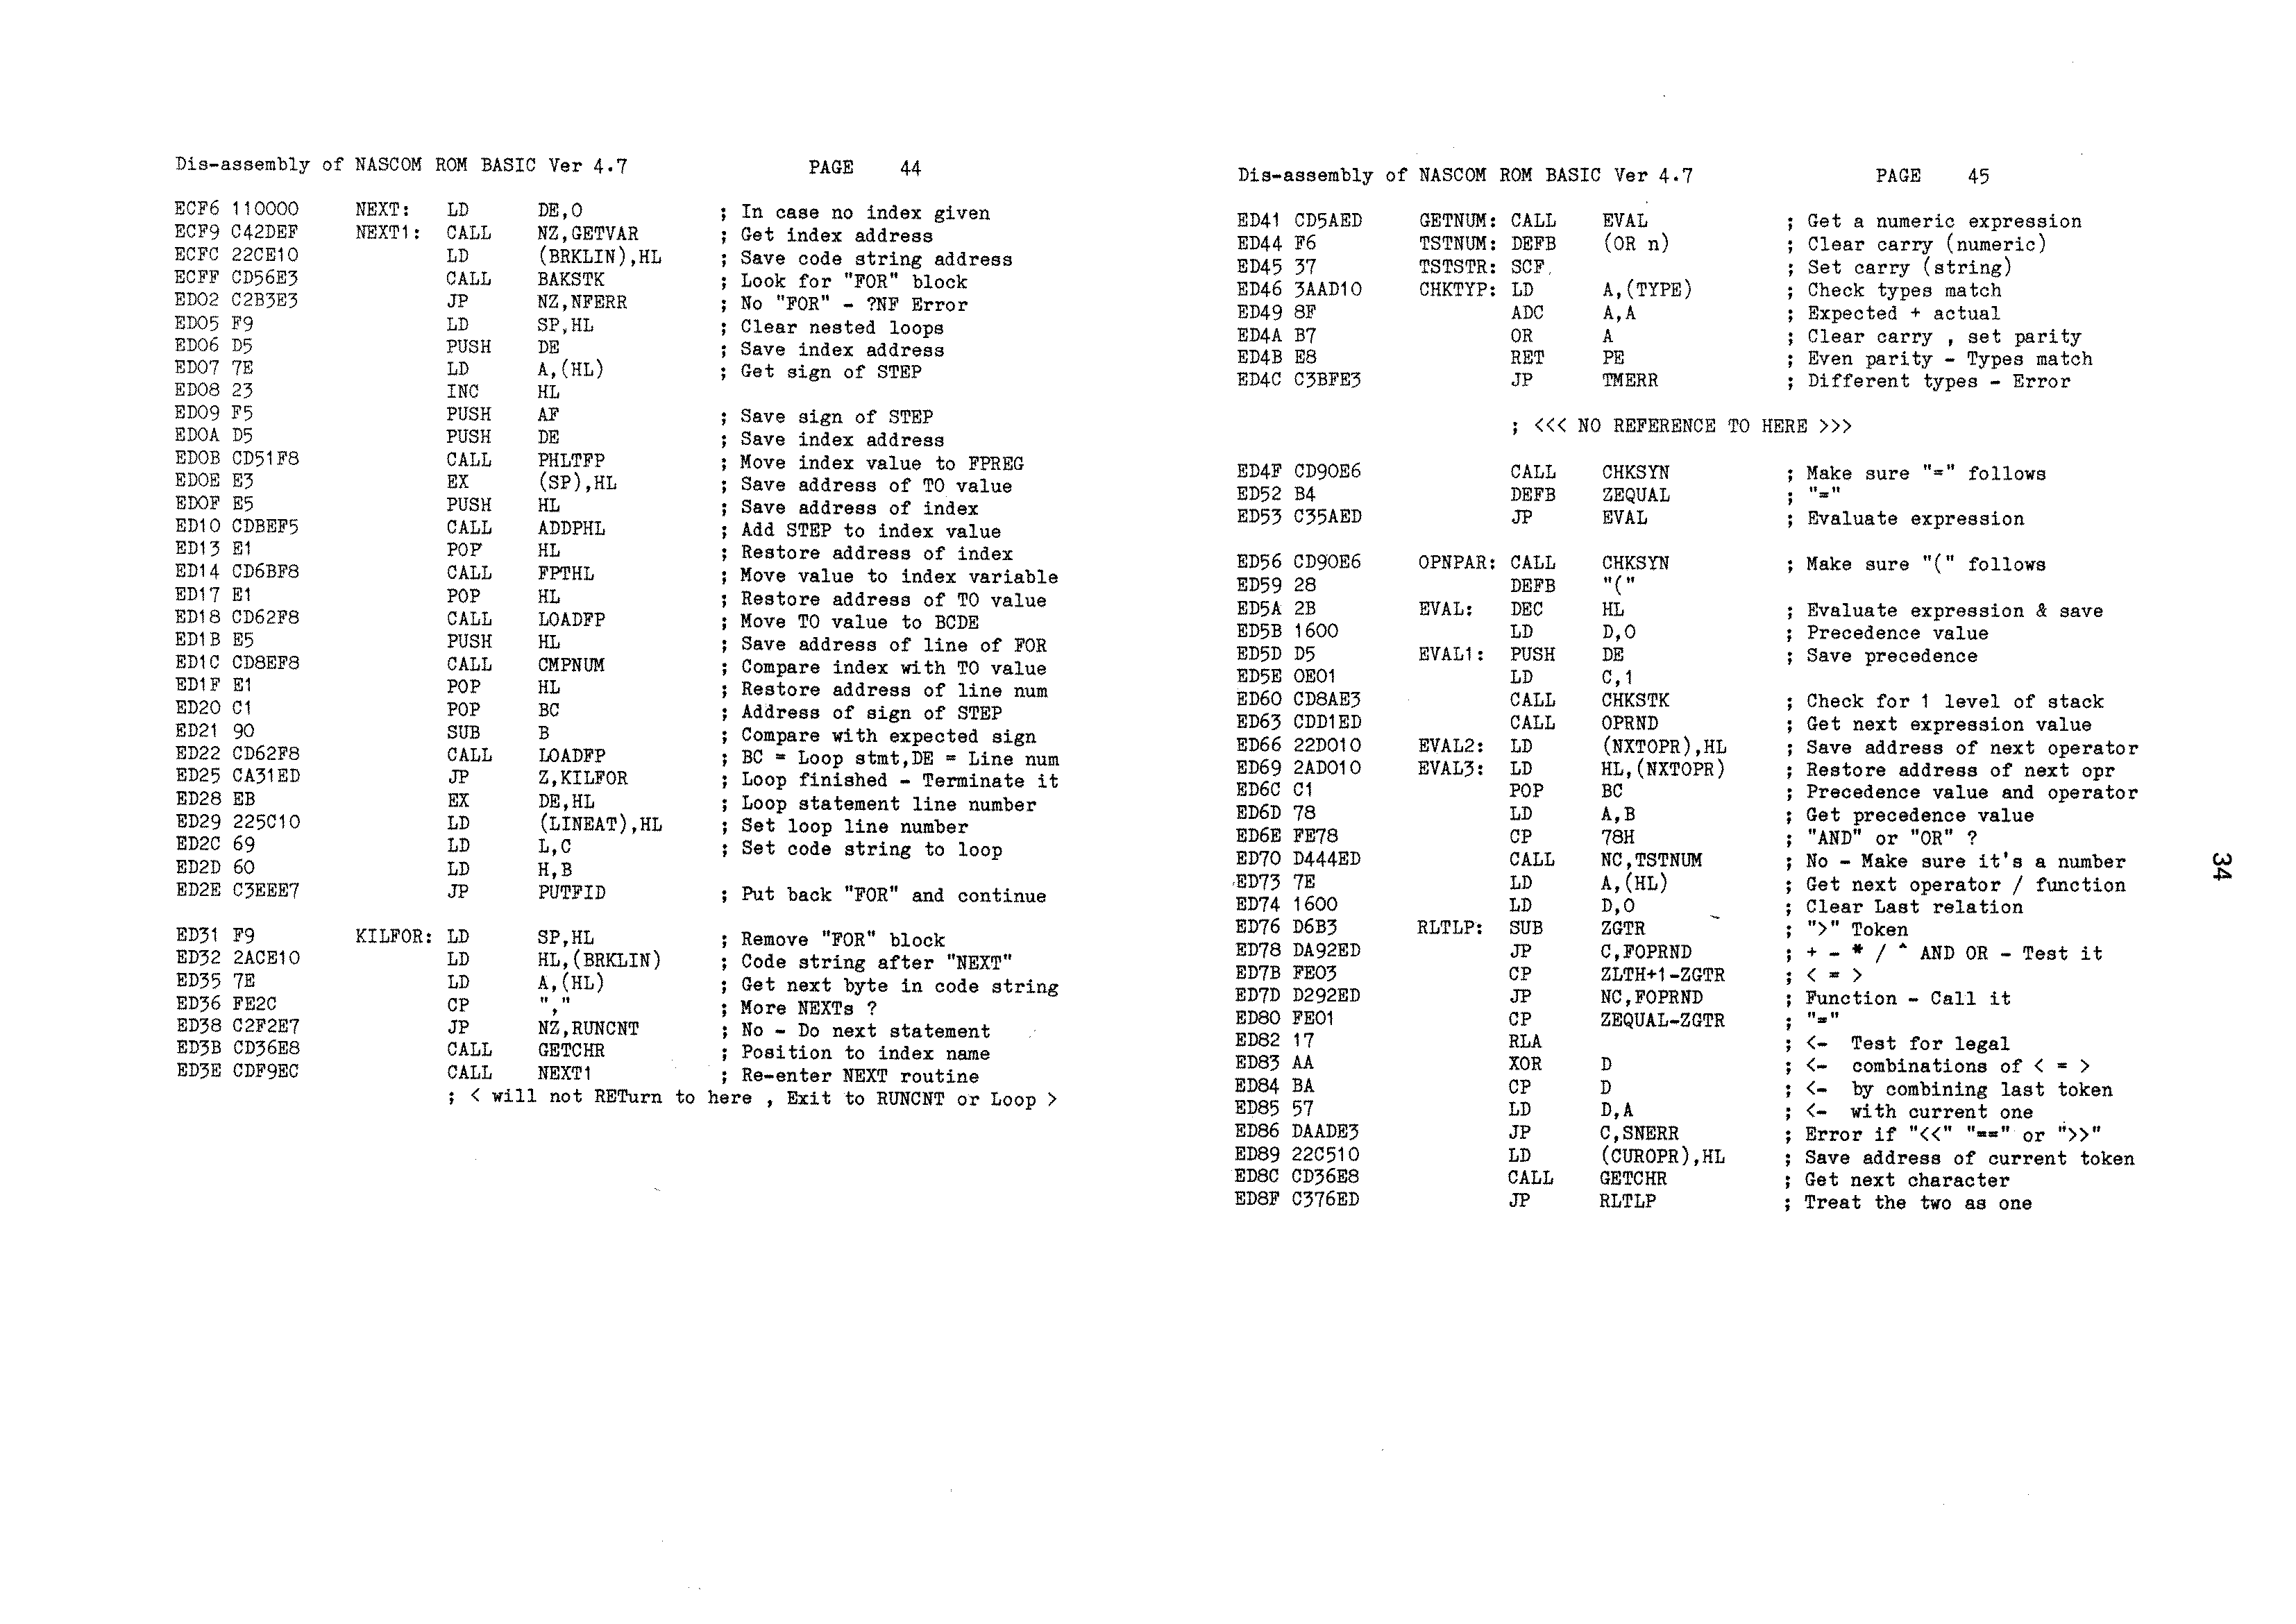 Dis-assembly of NASCOM ROM BASIC Ver 4.7 PAGE 44
ECF6 110000 NEXT: LD DE,0 ; In case no index given
ECF9 C42DEF NEXT1: CALL NZ,GETVAR ; Get index address
ECFC 22CE10 LD (BRKLIN),HL ; Save code string address
ECFF CD56E3 CALL BAKSTK ; Look for "FOR" block
ED02 C2B3E3 JP NZ,NFERR ; No "FOR" - ?NF Error
ED05 F9 LD SP,HL ; Clear nested loops
ED06 D5 PUSH DE ; Save index address
ED07 7E LD A,(HL) ; Get sign of STEP
ED08 23 INC HL
ED09 F5 PUSH AF ; Save sign of STEP
ED0A D5 PUSH DE ; Save index address
ED0B CD51F8 CALL PHLTFP ; Move index value to FPREG
ED0E E3 EX (SP),HL ; Save address of TO value
ED0F E5 PUSH HL ; Save address of index
ED10 CDBEF5 CALL ADDPHL ; Add STEP to index value
ED13 E1 POP HL ; Restore address of index
ED14 CD6BF8 CALL FPTHL ; Move value to index variable
ED17 E1 POP HL ; Restore address of TO value
ED18 CD62F8 CALL LOADFP ; Move TO value to BCDE
ED1B E5 PUSH HL ; Save address of line of FOR
ED1C CD8EF8 CALL CMPNUM ; Compare index with TO value
ED1F E1 POP HL ; Restore address of line num
ED20 C1 POP BC ; Address of sign of STEP
ED21 90 SUB B ; Compare with expected sign
ED22 CD62F8 CALL LOADFP ; BC = Loop stmt,DE = Line num
ED25 CA31ED JP Z,KILFOR ; Loop finished - Terminate it
ED28 EB EX DE,HL ; Loop statement line number
ED29 225C10 LD (LINEAT),HL ; Set loop line number
ED2C 69 LD L,C ; Set code string to loop
ED2D 60 LD H,B
ED2E C3EEE7 JP PUTFID ; Put back "FOR" and continue
ED31 F9 KILFOR: LD SP,HL ; Remove "FOR" block
ED32 2ACE10 LD HL,(BRKLIN) ; Code string after "NEXT"
ED35 7E LD A,(HL) ; Get next byte in code string
ED36 FE2C CP "," ; More NEXTs ?
ED38 C2F2E7 JP NZ,RUNCNT ; No - Do next statement
ED3B CD36E8 CALL GETCHR ; Position to index name
ED3E CDF9EC CALL NEXT1 ; Re-enter NEXT routine
; < will not RETurn to here , Exit to RUNCNT or Loop >
Dis-assembly of NASCOM ROM BASIC Ver 4.7 PAGE 45
ED41 CD5AED GETNUM: CALL EVAL ; Get a numeric expression
ED44 F6 TSTNUM: DEFB (OR n) ; Clear carry (numeric)
ED45 37 TSTSTR: SCF ; Set carry (string)
ED46 3AAD10 CHKTYP: LD A,(TYPE) ; Check types match
ED49 8F ADC A,A ; Expected + actual
ED4A B7 OR A ; Clear carry , set parity
ED4B E8 RET PE ; Even parity - Types match
ED4C C3BFE3 JP TMERR ; Different types - Error
; <<< NO REFERENCE TO HERE >>>
ED4F CD90E6 CALL CHKSYN ; Make sure "=" follows
ED52 B4 DEFB ZEQUAL ; "="
ED53 C35AED JP EVAL ; Evaluate expression
ED56 CD90E6 OPNPAR: CALL CHKSYN ; Make sure "(" follows
ED59 28 DEFB "("
ED5A 2B EVAL: DEC HL ; Evaluate expression & save
ED5B 1600 LD D,0 ; Precedence value
ED5D D5 EVAL1: PUSH DE ; Save precedence
ED5E 0E01 LD C,1
ED60 CD8AE3 CALL CHKSTK ; Check for 1 level of stack
ED63 CDD1ED CALL OPRND ; Get next expression value
ED66 22D010 EVAL2: LD (NXTOPR),HL ; Save address of next operator
ED69 2AD010 EVAL3: LD HL,(NXTOPR) ; Restore address of next opr
ED6C C1 POP BC ; Precedence value and operator
ED6D 78 LD A,B ; Get precedence value
ED6E FE78 CP 78H ; "AND" or "OR" ?
ED70 D444ED CALL NC,TSTNUM ; No - Make sure it's a number
ED73 7E LD A,(HL) ; Get next operator / function
ED74 1600 LD D,0 ; Clear Last relation
ED76 D6B3 RLTLP: SUB ZGTR ; ">" Token
ED78 DA92ED JP C,FOPRND ; + - * / ^ AND OR - Test it
ED7B FE03 CP ZLTH+1-ZGTR ; < = >
ED7D D292ED JP NC,FOPRND ; Function - Call it
ED80 FE01 CP ZEQUAL-ZGTR ; "="
ED82 17 RLA ; <- Test for legal
ED83 AA XOR D ; <- combinations of < = >
ED84 BA CP D ; <- by combining last token
ED85 57 LD D,A ; <- with current one
ED86 DAADE3 JP C,SNERR ; Error if "<<" "==" or ">>"
ED89 22C510 LD (CUROPR),HL ; Save address of current token
ED8C CD36E8 CALL GETCHR ; Get next character
ED8F C376ED JP RLTLP ; Treat the two as one
34